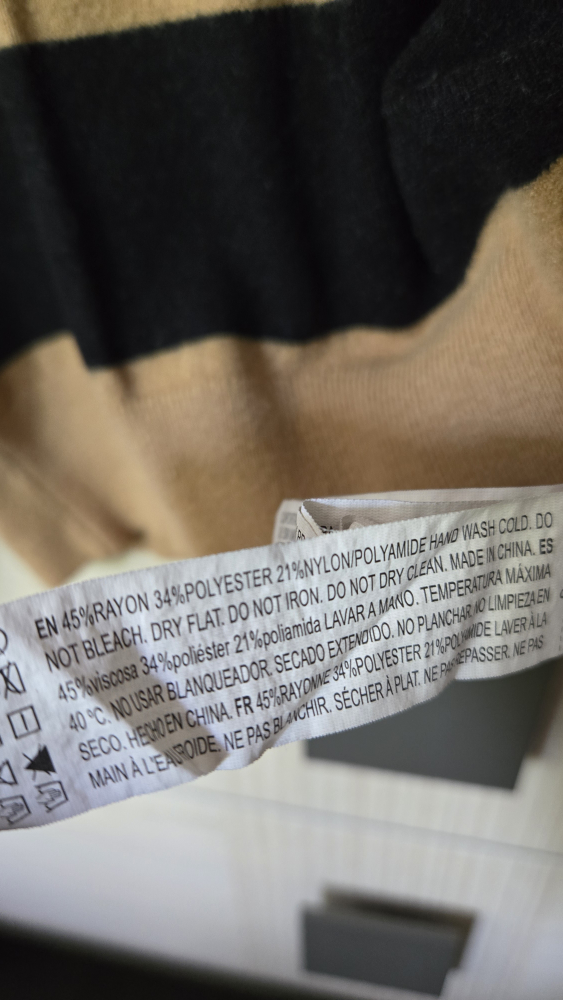 EN 45%RAYON 34%POLYESTER 21%NYLON/POLYAMIDE HAND WASH COLD. DO
NOT BLEACH. DRY FLAT. DO NOT IRON. DO NOT DRY CLEAN. MADE IN CHINA. ES
45%viscosa 34%poliéster 21%poliamida LAVAR A MANO. TEMPERATURA MÁXIMA
40°C. NO USAR BLANQUEADOR. SECADO EXTENDIDO. NO PLANCHAR. NO LIMPIEZA EN
SECO. HECHO EN CHINA. FR 45%RAYONNE 34%POLYESTER 21%POLYAMIDE LAVER À LA
MAIN À L'EAU FROIDE. NE PAS BLANCHIR. SÉCHER À PLAT. NE PAS REPASSER. NE PAS